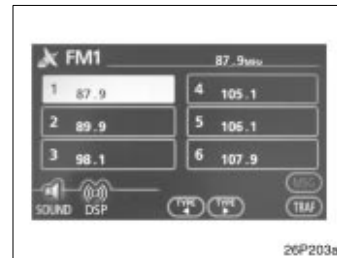 FM1 87.9MHz
1 87.9
4 105.1
2 89.9
5 106.1
3 98.1
6 107.9
MSG
SOUND DSP TYPE TYPE TRAF
26P203a